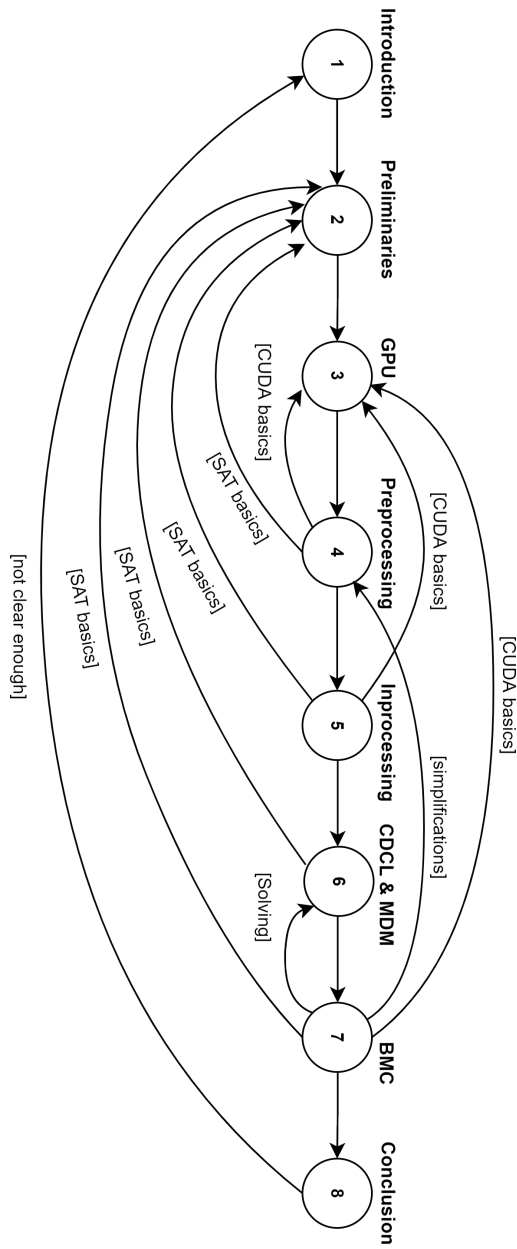 Introduction
Preliminaries
GPU
Preprocessing
Inprocessing
CDCL & MDM
BMC
Conclusion
1
2
3
4
5
6
7
8
[CUDA basics]
[CUDA basics]
[simplifications]
[CUDA basics]
[Solving]
[SAT basics]
[SAT basics]
[SAT basics]
[SAT basics]
[not clear enough]